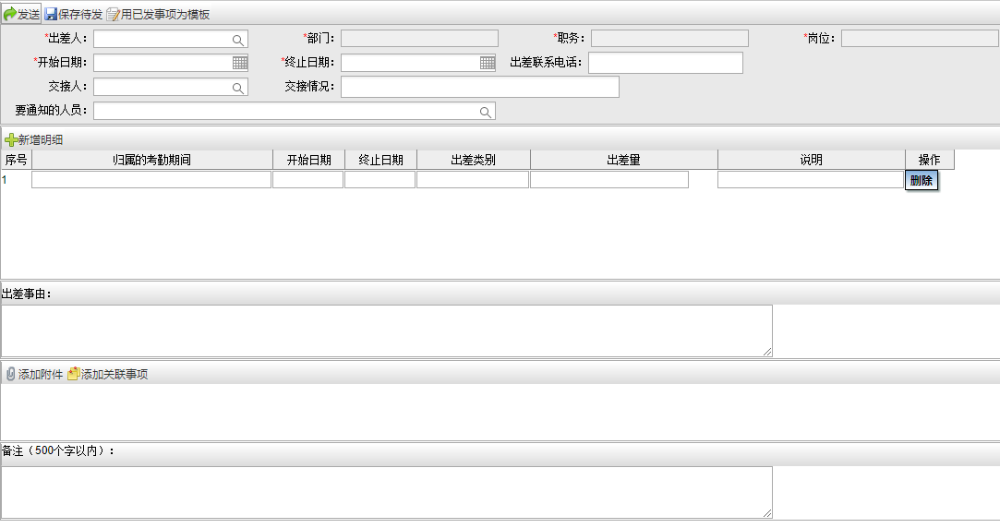 发送 保存待发 用已发事项为模板
*出差人： *部门： *职务： *岗位：
*开始日期： *终止日期： 出差联系电话：
交接人： 交接情况：
要通知的人员：
新增明细
序号 归属的考勤期间 开始日期 终止日期 出差类别 出差量 说明 操作
1 删除
出差事由：
添加附件 添加关联事项
备注（500个字以内）：